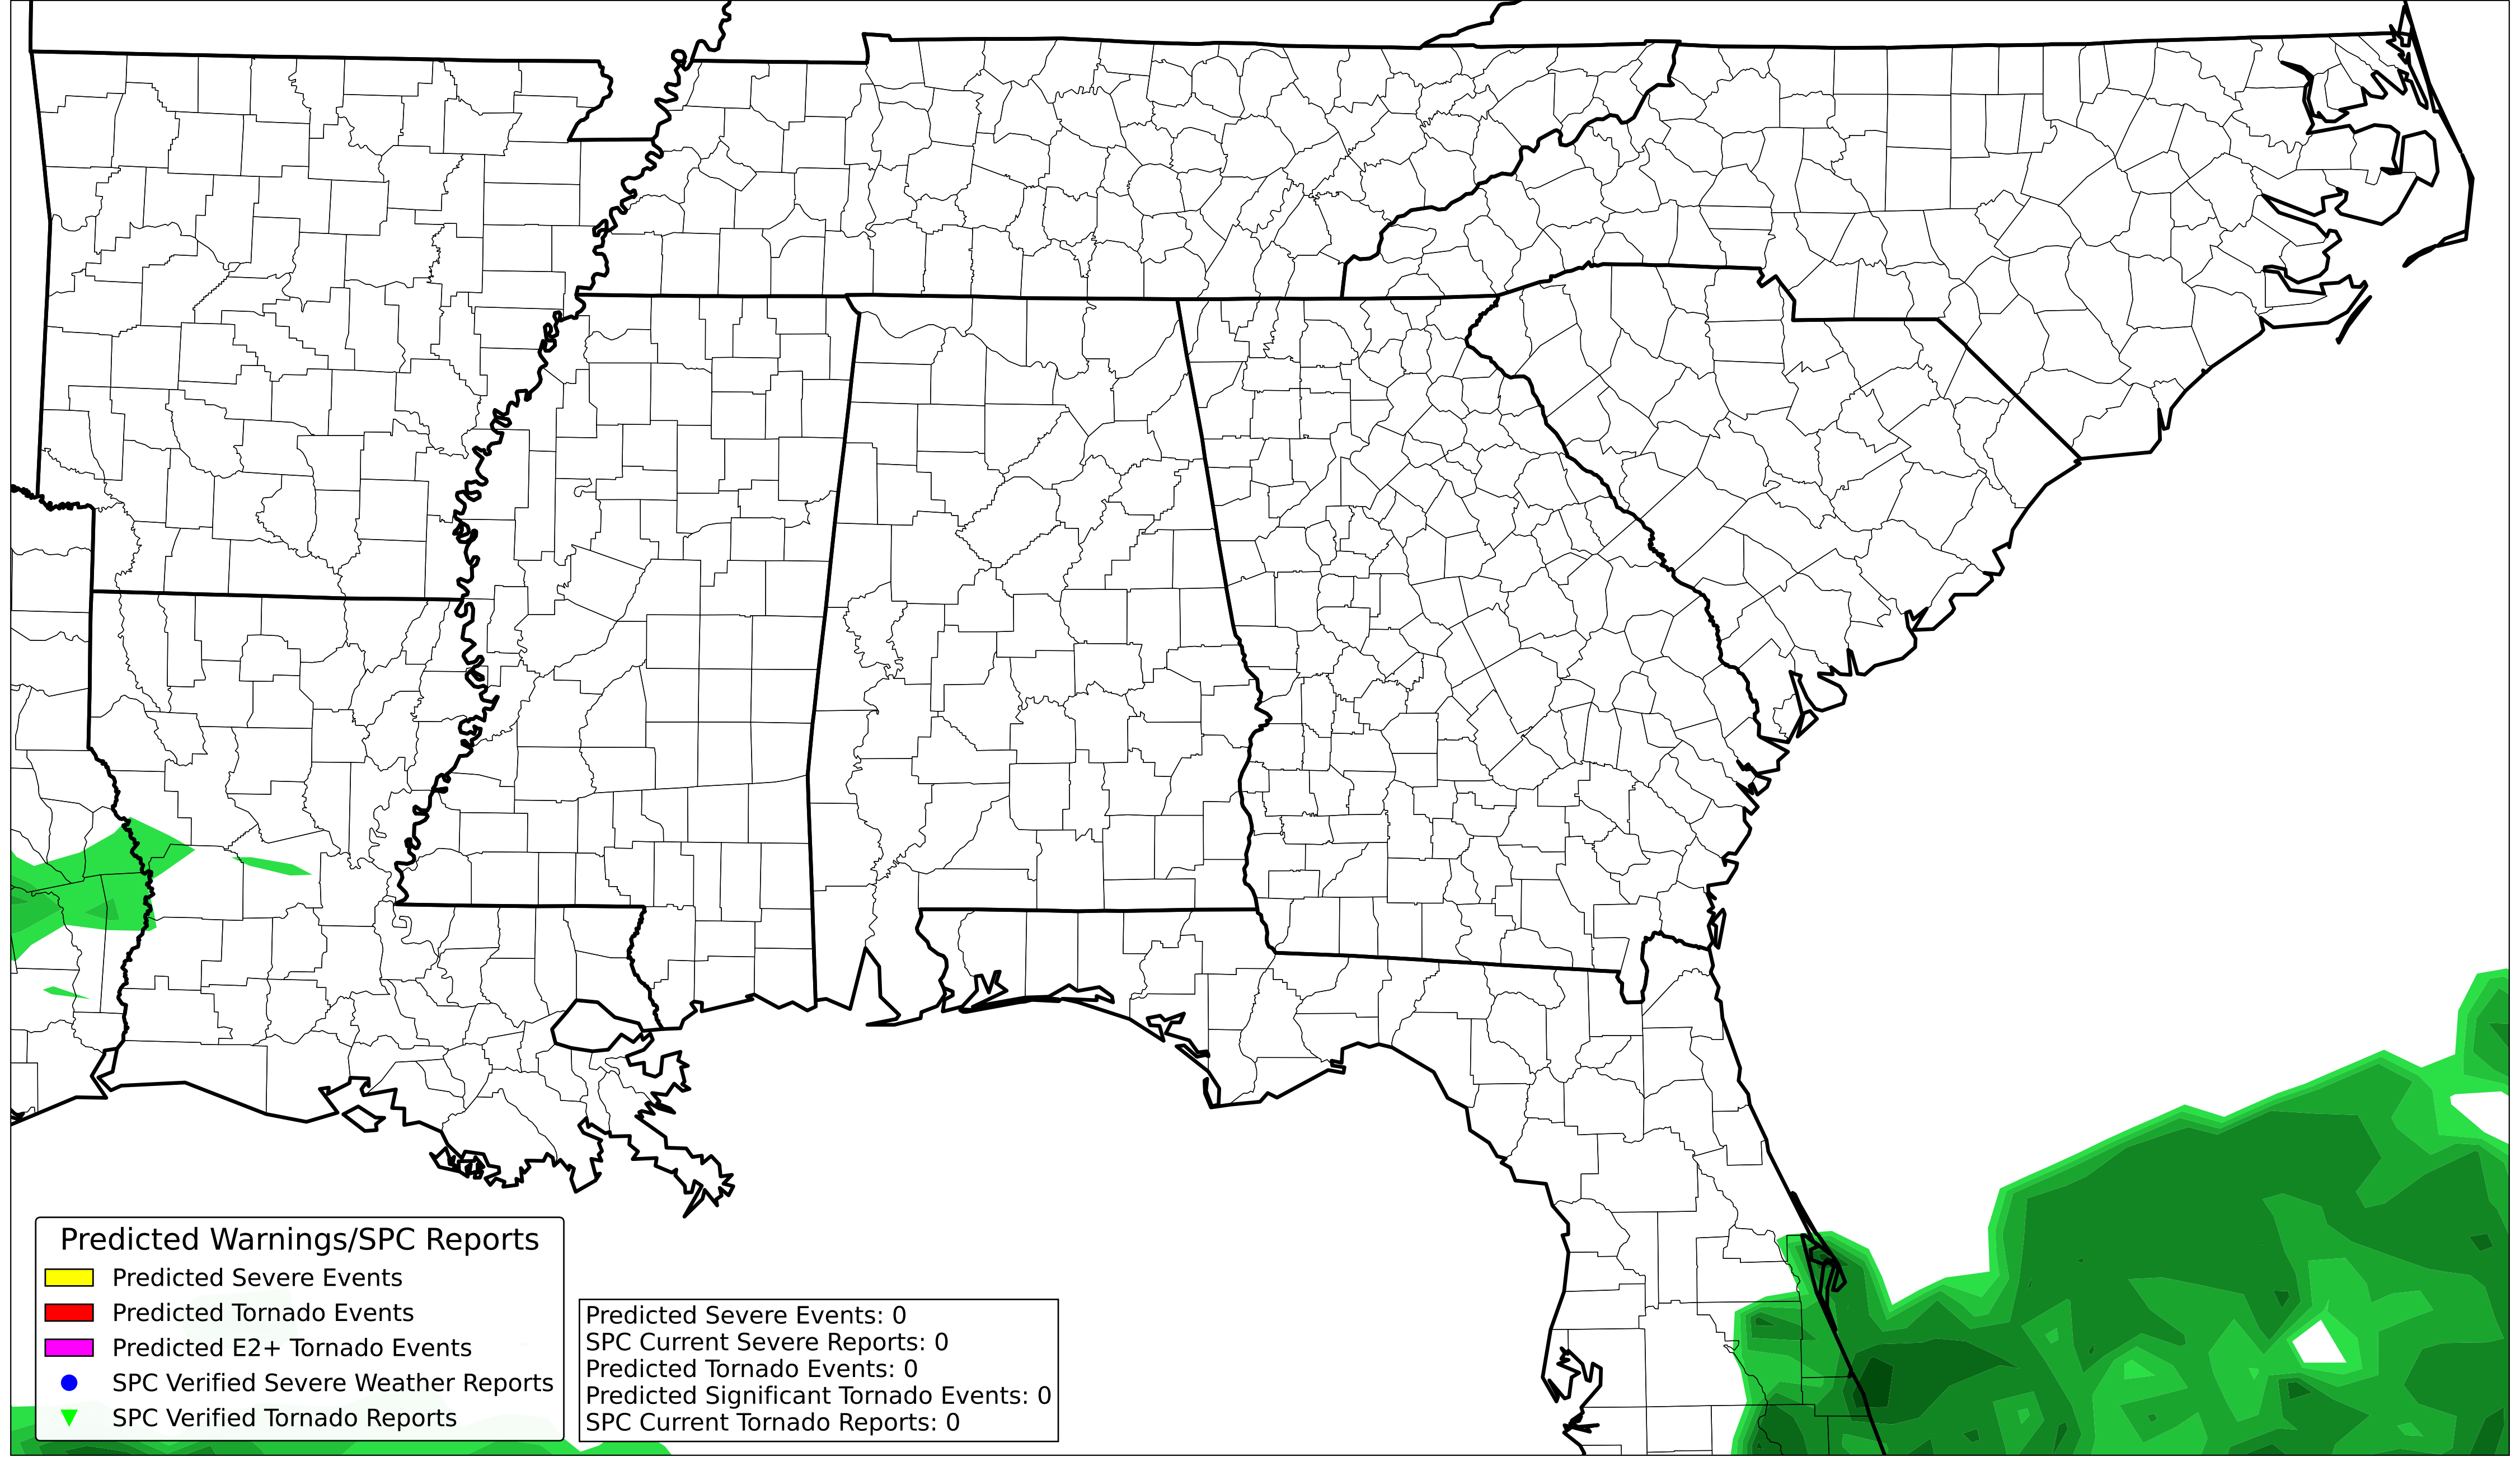 Predicted Warnings/SPC Reports
Predicted Severe Events
Predicted Tornado Events
Predicted E2+ Tornado Events
SPC Verified Severe Weather Reports
SPC Verified Tornado Reports
Predicted Severe Events: 0
SPC Current Severe Reports: 0
Predicted Tornado Events: 0
Predicted Significant Tornado Events: 0
SPC Current Tornado Reports: 0